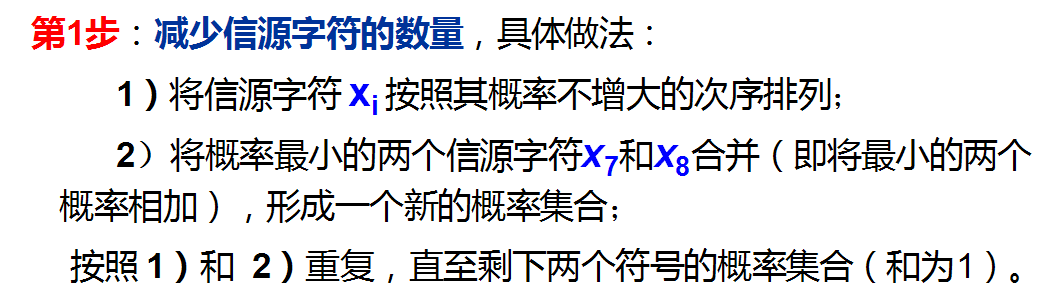 第1步：减少信源字符的数量，具体做法：
1）将信源字符 xi 按照其概率不增大的次序排列;
2）将概率最小的两个信源字符x7和x8合并（即将最小的两个
概率相加），形成一个新的概率集合;
按照 1）和 2）重复，直至剩下两个符号的概率集合（和为1）。